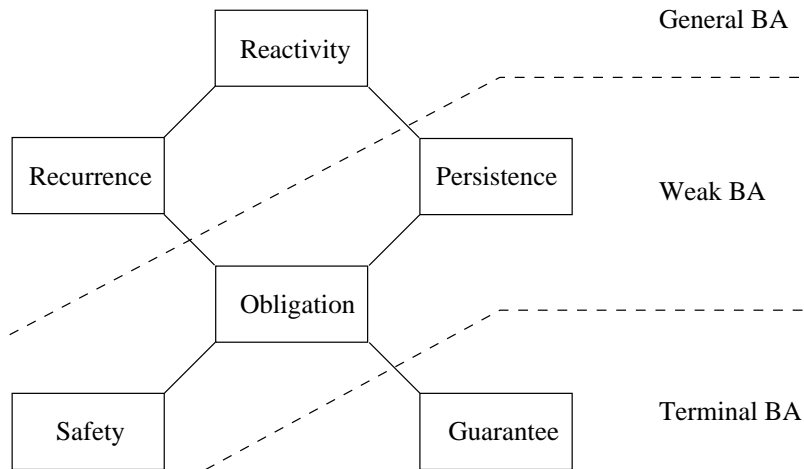 General BA
Reactivity
Recurrence
Persistence
Weak BA
Obligation
Safety
Guarantee
Terminal BA